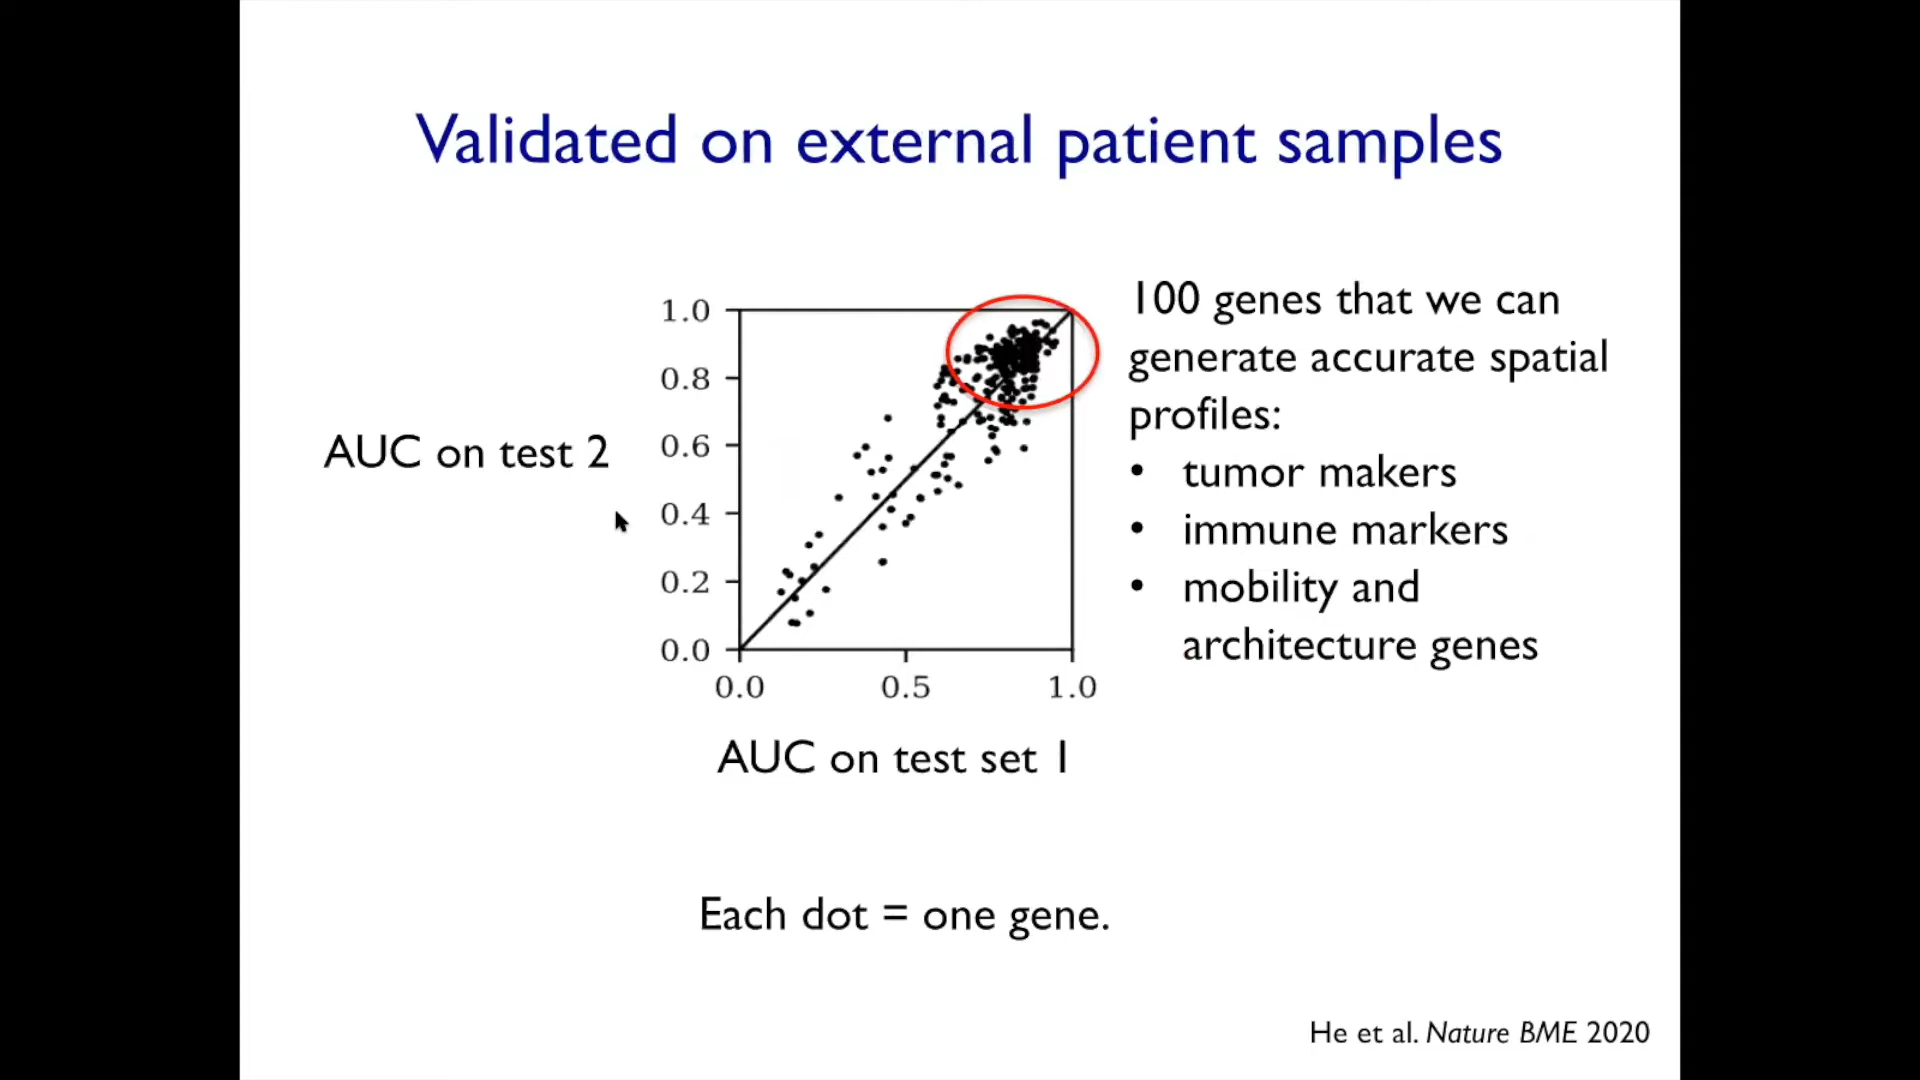 Validated on external patient samples
100 genes that we can
generate accurate spatial
profiles:
• tumor makers
• immune markers
• mobility and
architecture genes
AUC on test 2
1.0
0.8
0.6
0.4
0.2
0.0
0.0 0.5 1.0
AUC on test set 1
Each dot = one gene.
He et al. Nature BME 2020